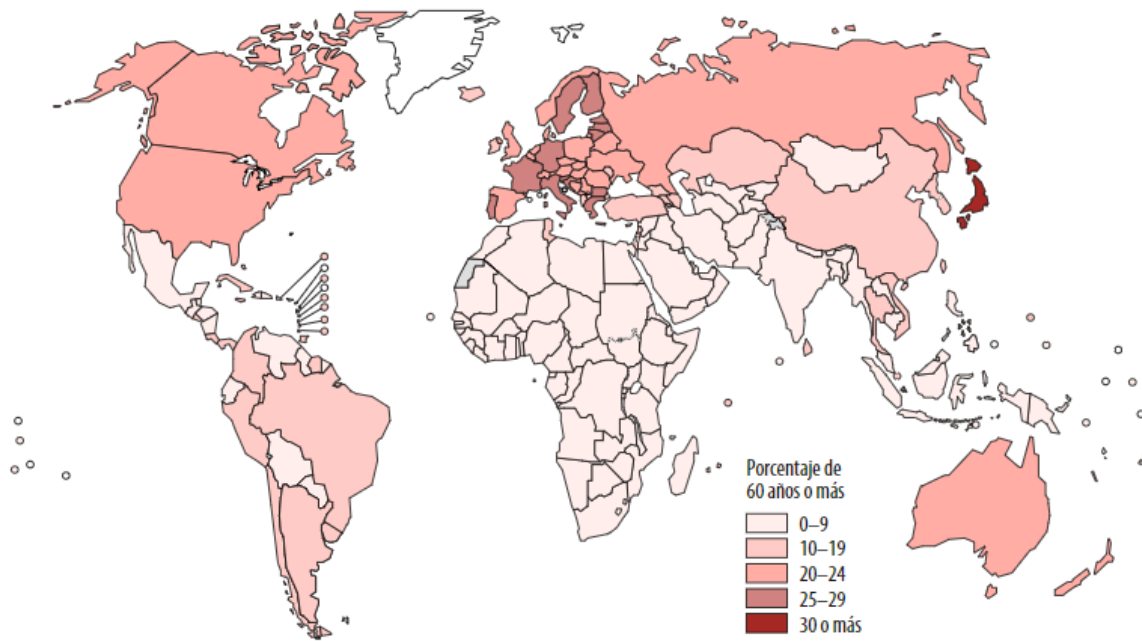 Porcentaje de
60 años o más
0–9
10–19
20–24
25–29
30 o más